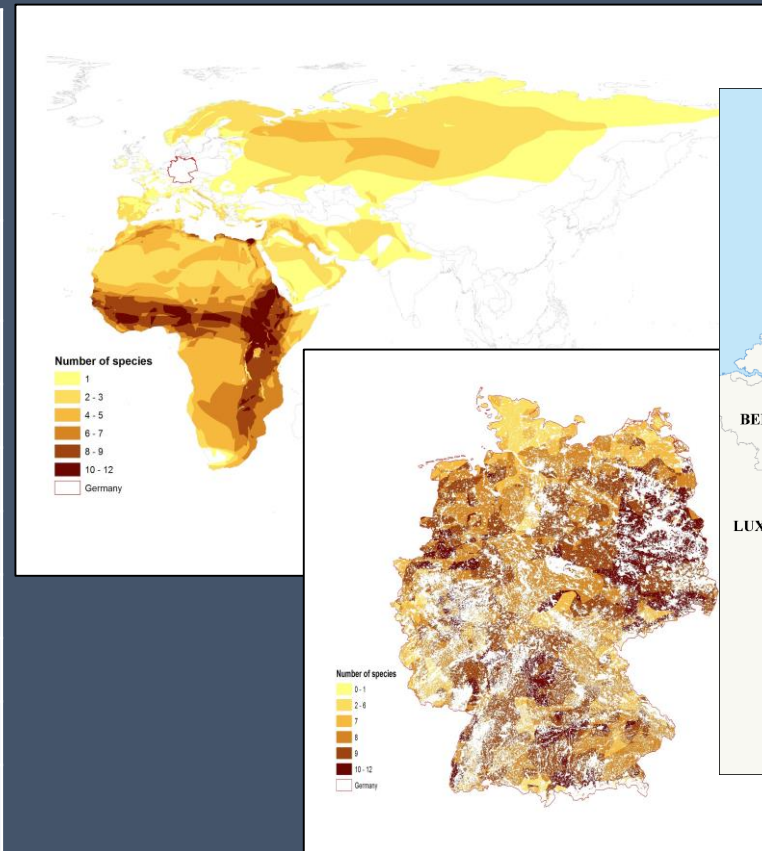 Number of species
1
2 - 3
4 - 5
6 - 7
8 - 9
10 - 12
Germany
Number of species
0 - 1
2 - 6
7
8
9
10 - 12
Germany
BE
LUX